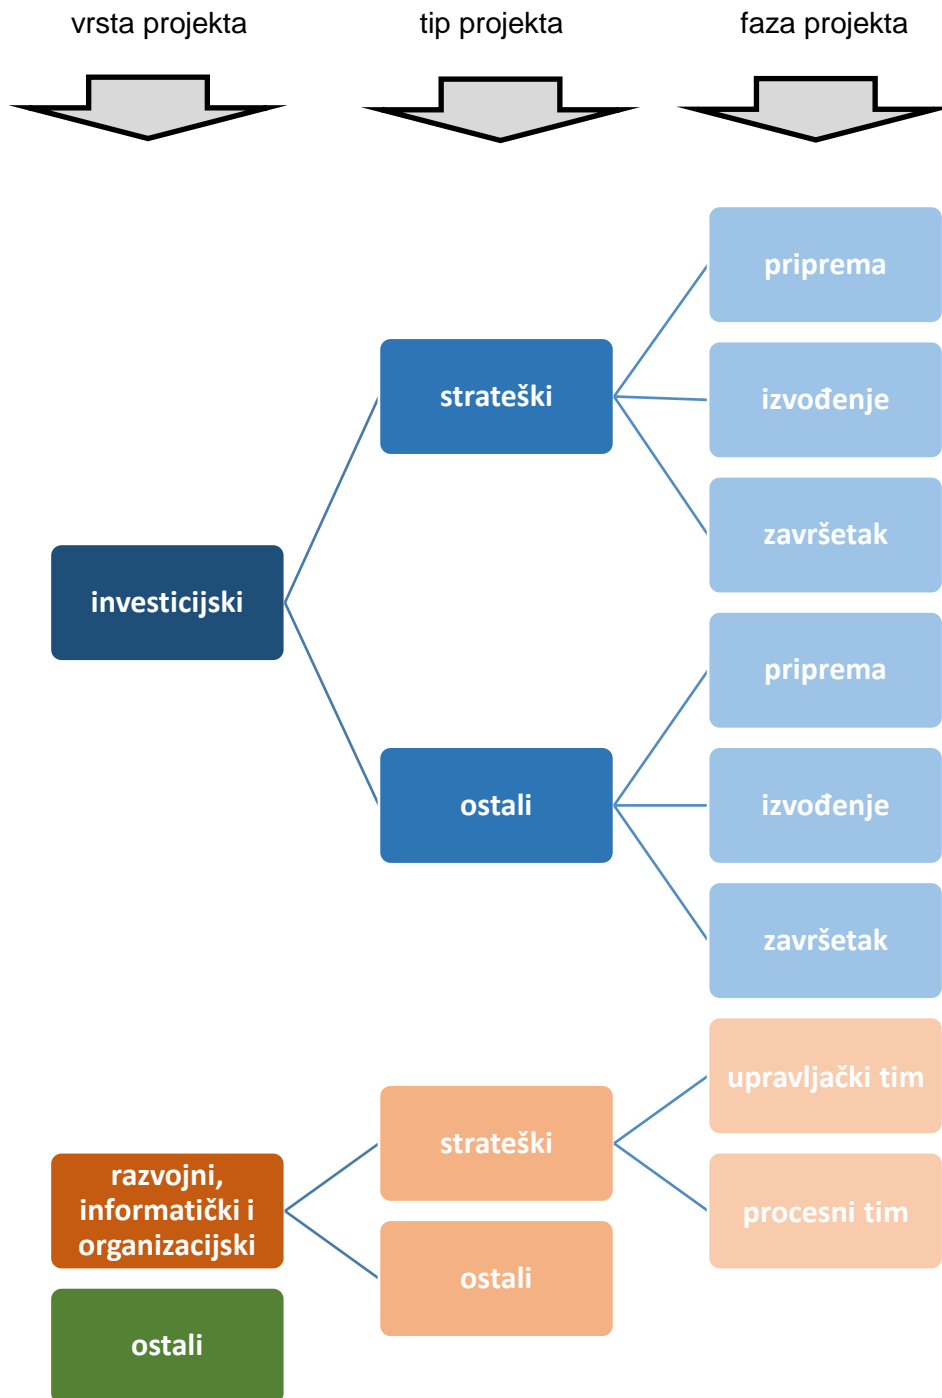 vrsta projekta
tip projekta
faza projekta
priprema
strateški
izvođenje
završetak
investicijski
priprema
ostali
izvođenje
završetak
upravljački tim
strateški
razvojni,
informatički i
organizacijski
procesni tim
ostali
ostali